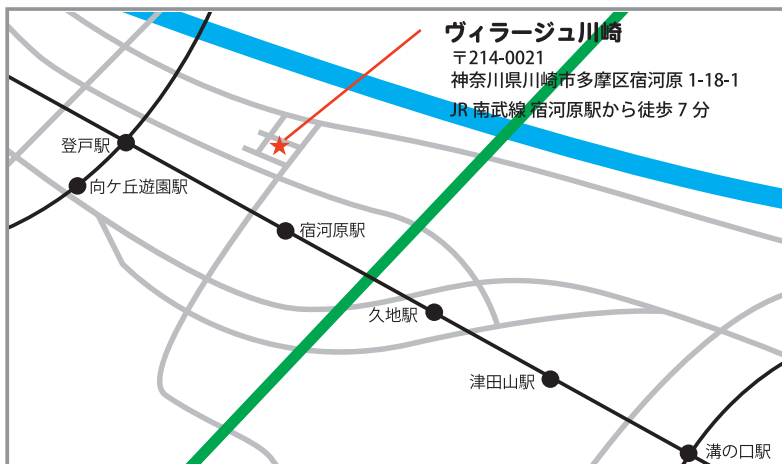 ヴィラージュ川崎
〒214-0021
神奈川県川崎市多摩区宿河原 1-18-1
JR 南武線 宿河原駅から徒歩 7 分
登戸駅
向ケ丘遊園駅
宿河原駅
久地駅
津田山駅
溝の口駅